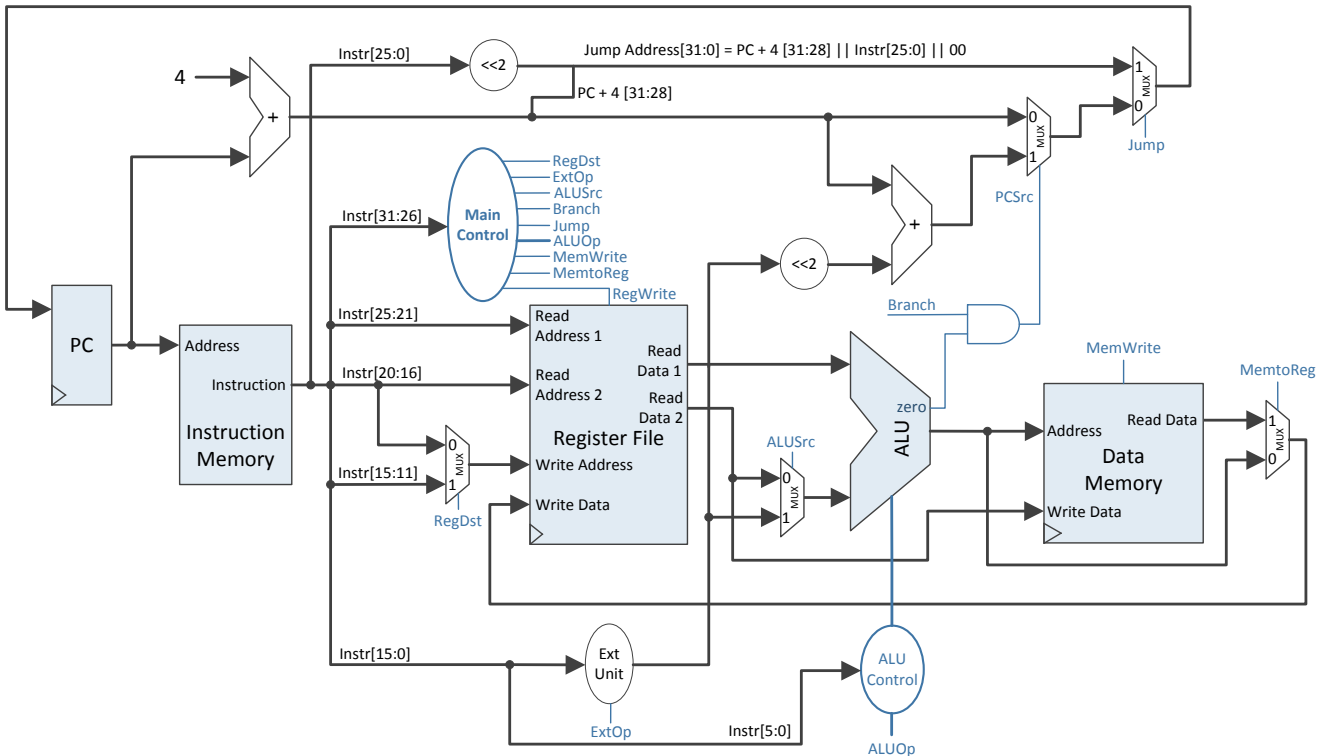 Instr[25:0]
<<2
Jump Address[31:0] = PC + 4 [31:28] || Instr[25:0] || 00
4
+
PC + 4 [31:28]
1
MUX
0
Jump
0
MUX
1
PCSrc
Main
Control
RegDst
ExtOp
ALUSrc
Branch
Jump
ALUOp
MemWrite
MemtoReg
RegWrite
Instr[31:26]
+
<<2
Branch
PC
Address
Instruction
Instruction
Memory
Instr[25:21]
Instr[20:16]
Instr[15:11]
0
MUX
1
RegDst
Read
Address 1
Read
Address 2
Read
Data 1
Read
Data 2
Register File
Write Address
Write Data
ALUSrc
0
MUX
1
zero
ALU
MemWrite
Address
Read Data
Data
Memory
Write Data
MemtoReg
1
MUX
0
Instr[15:0]
Ext
Unit
ExtOp
Instr[5:0]
ALU
Control
ALUOp